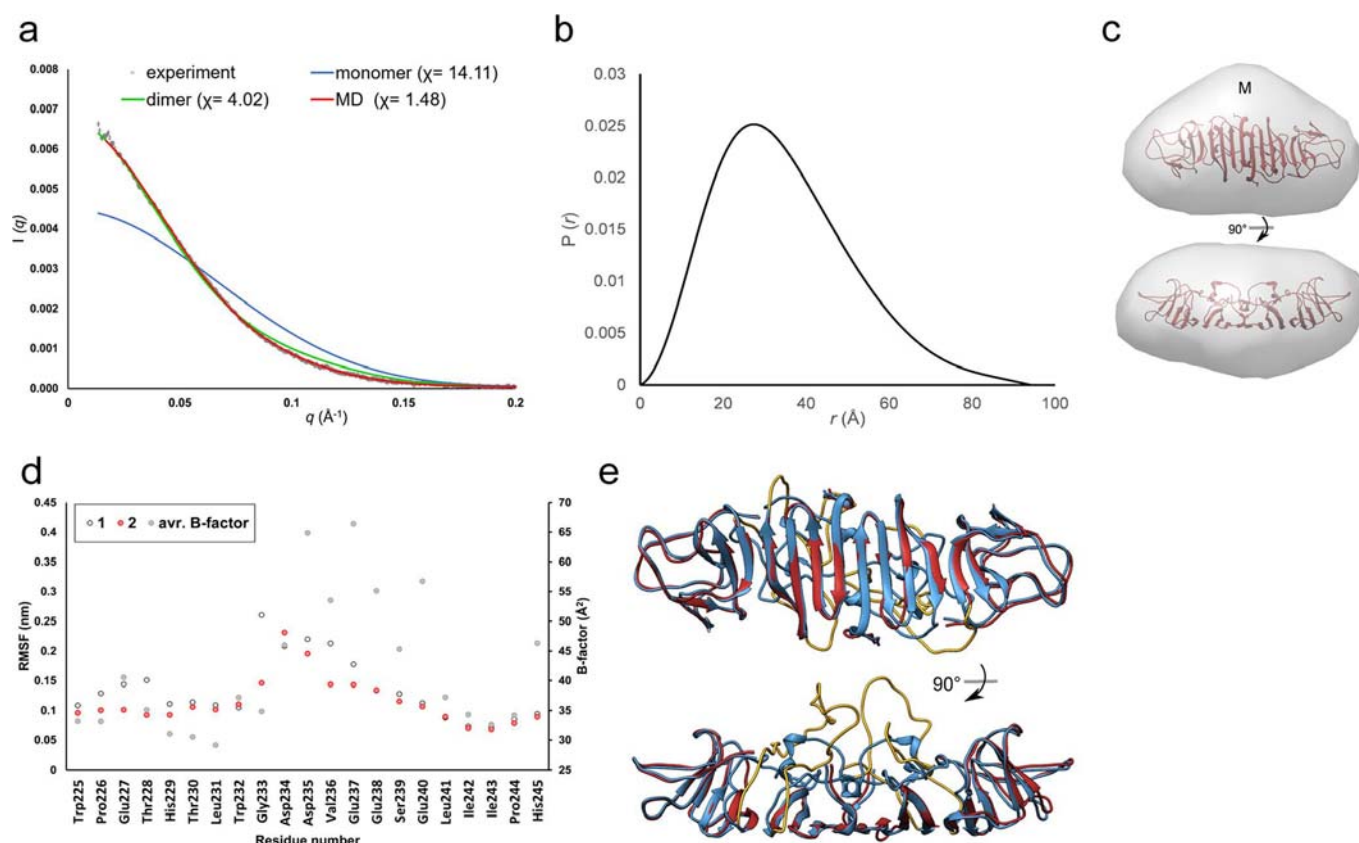 a
experiment
monomer (χ= 14.11)
dimer (χ= 4.02)
MD (χ= 1.48)
0.008
0.007
0.006
0.005
0.004
0.003
0.002
0.001
0.000
I (q)
0
0.05
0.1
0.15
0.2
q (Å-1)
b
0.03
0.025
0.02
0.015
0.01
0.005
0
P (r)
0
20
40
60
80
100
r (Å)
c
M
90°
d
0.45
0.4
0.35
0.3
0.25
0.2
0.15
0.1
0.05
0
RMSF (nm)
1
2
avr. B-factor
70
65
60
55
50
45
40
35
30
25
B-factor (Å2)
Trp225
Pro226
Glu227
Thr228
His229
Thr230
Leu231
Trp232
Gly233
Asp234
Asp235
Val236
Glu237
Glu238
Ser239
Glu240
Leu241
Ile242
Ile243
Pro244
His245
Residue number
e
90°